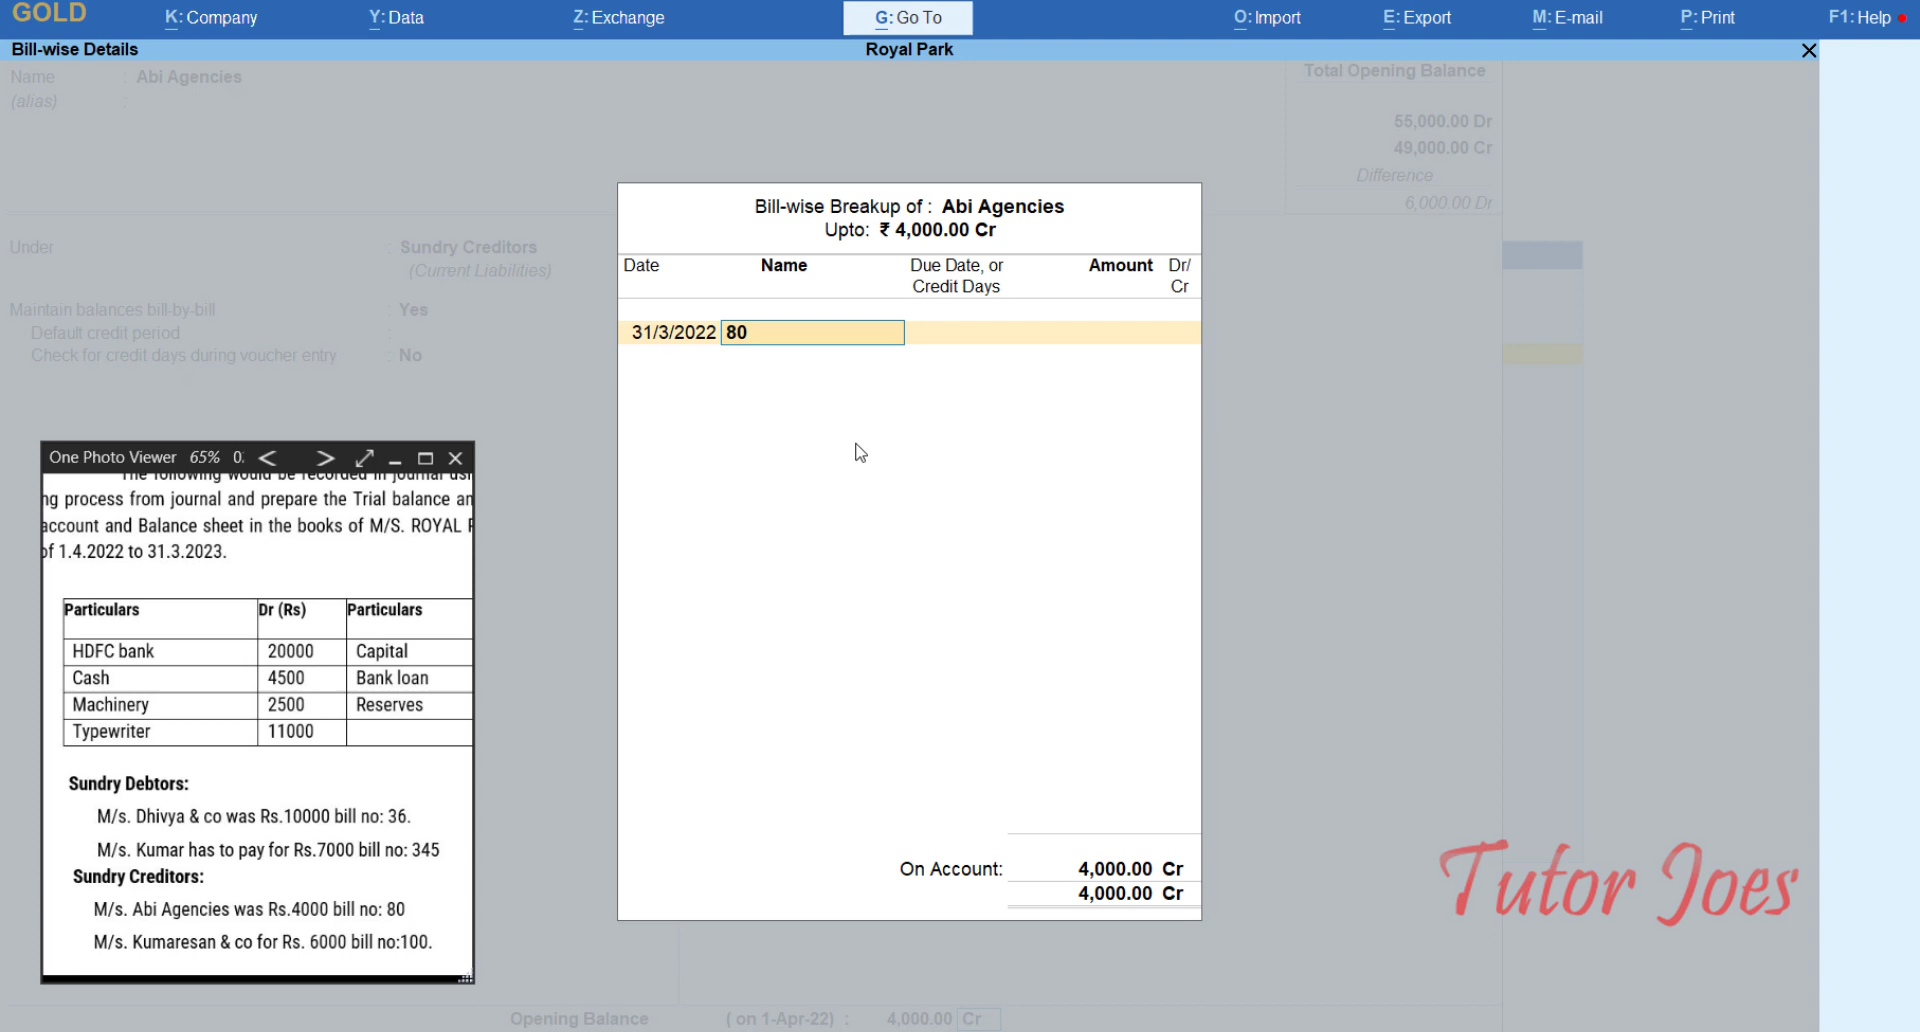 GOLD
K: Company
Y: Data
Z: Exchange
G: Go To
O: Import
E: Export
M: E-mail
P: Print
F1: Help
Bill-wise Details
Royal Park
Name : Abi Agencies
(alias) :
Total Opening Balance
55,000.00 Dr
49,000.00 Cr
Difference
6,000.00 Dr
Under : Sundry Creditors
(Current Liabilities)
Maintain balances bill-by-bill : Yes
Default credit period :
Check for credit days during voucher entry : No
Bill-wise Breakup of : Abi Agencies
Upto: ₹ 4,000.00 Cr
Date Name Due Date, or Amount Dr/
Credit Days Cr
31/3/2022 80
On Account: 4,000.00 Cr
4,000.00 Cr
One Photo Viewer 65%
The following would be recorded in journal usi
ng process from journal and prepare the Trial balance an
account and Balance sheet in the books of M/S. ROYAL
of 1.4.2022 to 31.3.2023.
Particulars Dr (Rs) Particulars
HDFC bank 20000 Capital
Cash 4500 Bank loan
Machinery 2500 Reserves
Typewriter 11000
Sundry Debtors:
M/s. Dhivya & co was Rs.10000 bill no: 36.
M/s. Kumar has to pay for Rs.7000 bill no: 345
Sundry Creditors:
M/s. Abi Agencies was Rs.4000 bill no: 80
M/s. Kumaresan & co for Rs. 6000 bill no:100.
Tutor Joes
Opening Balance ( on 1-Apr-22) : 4,000.00 Cr